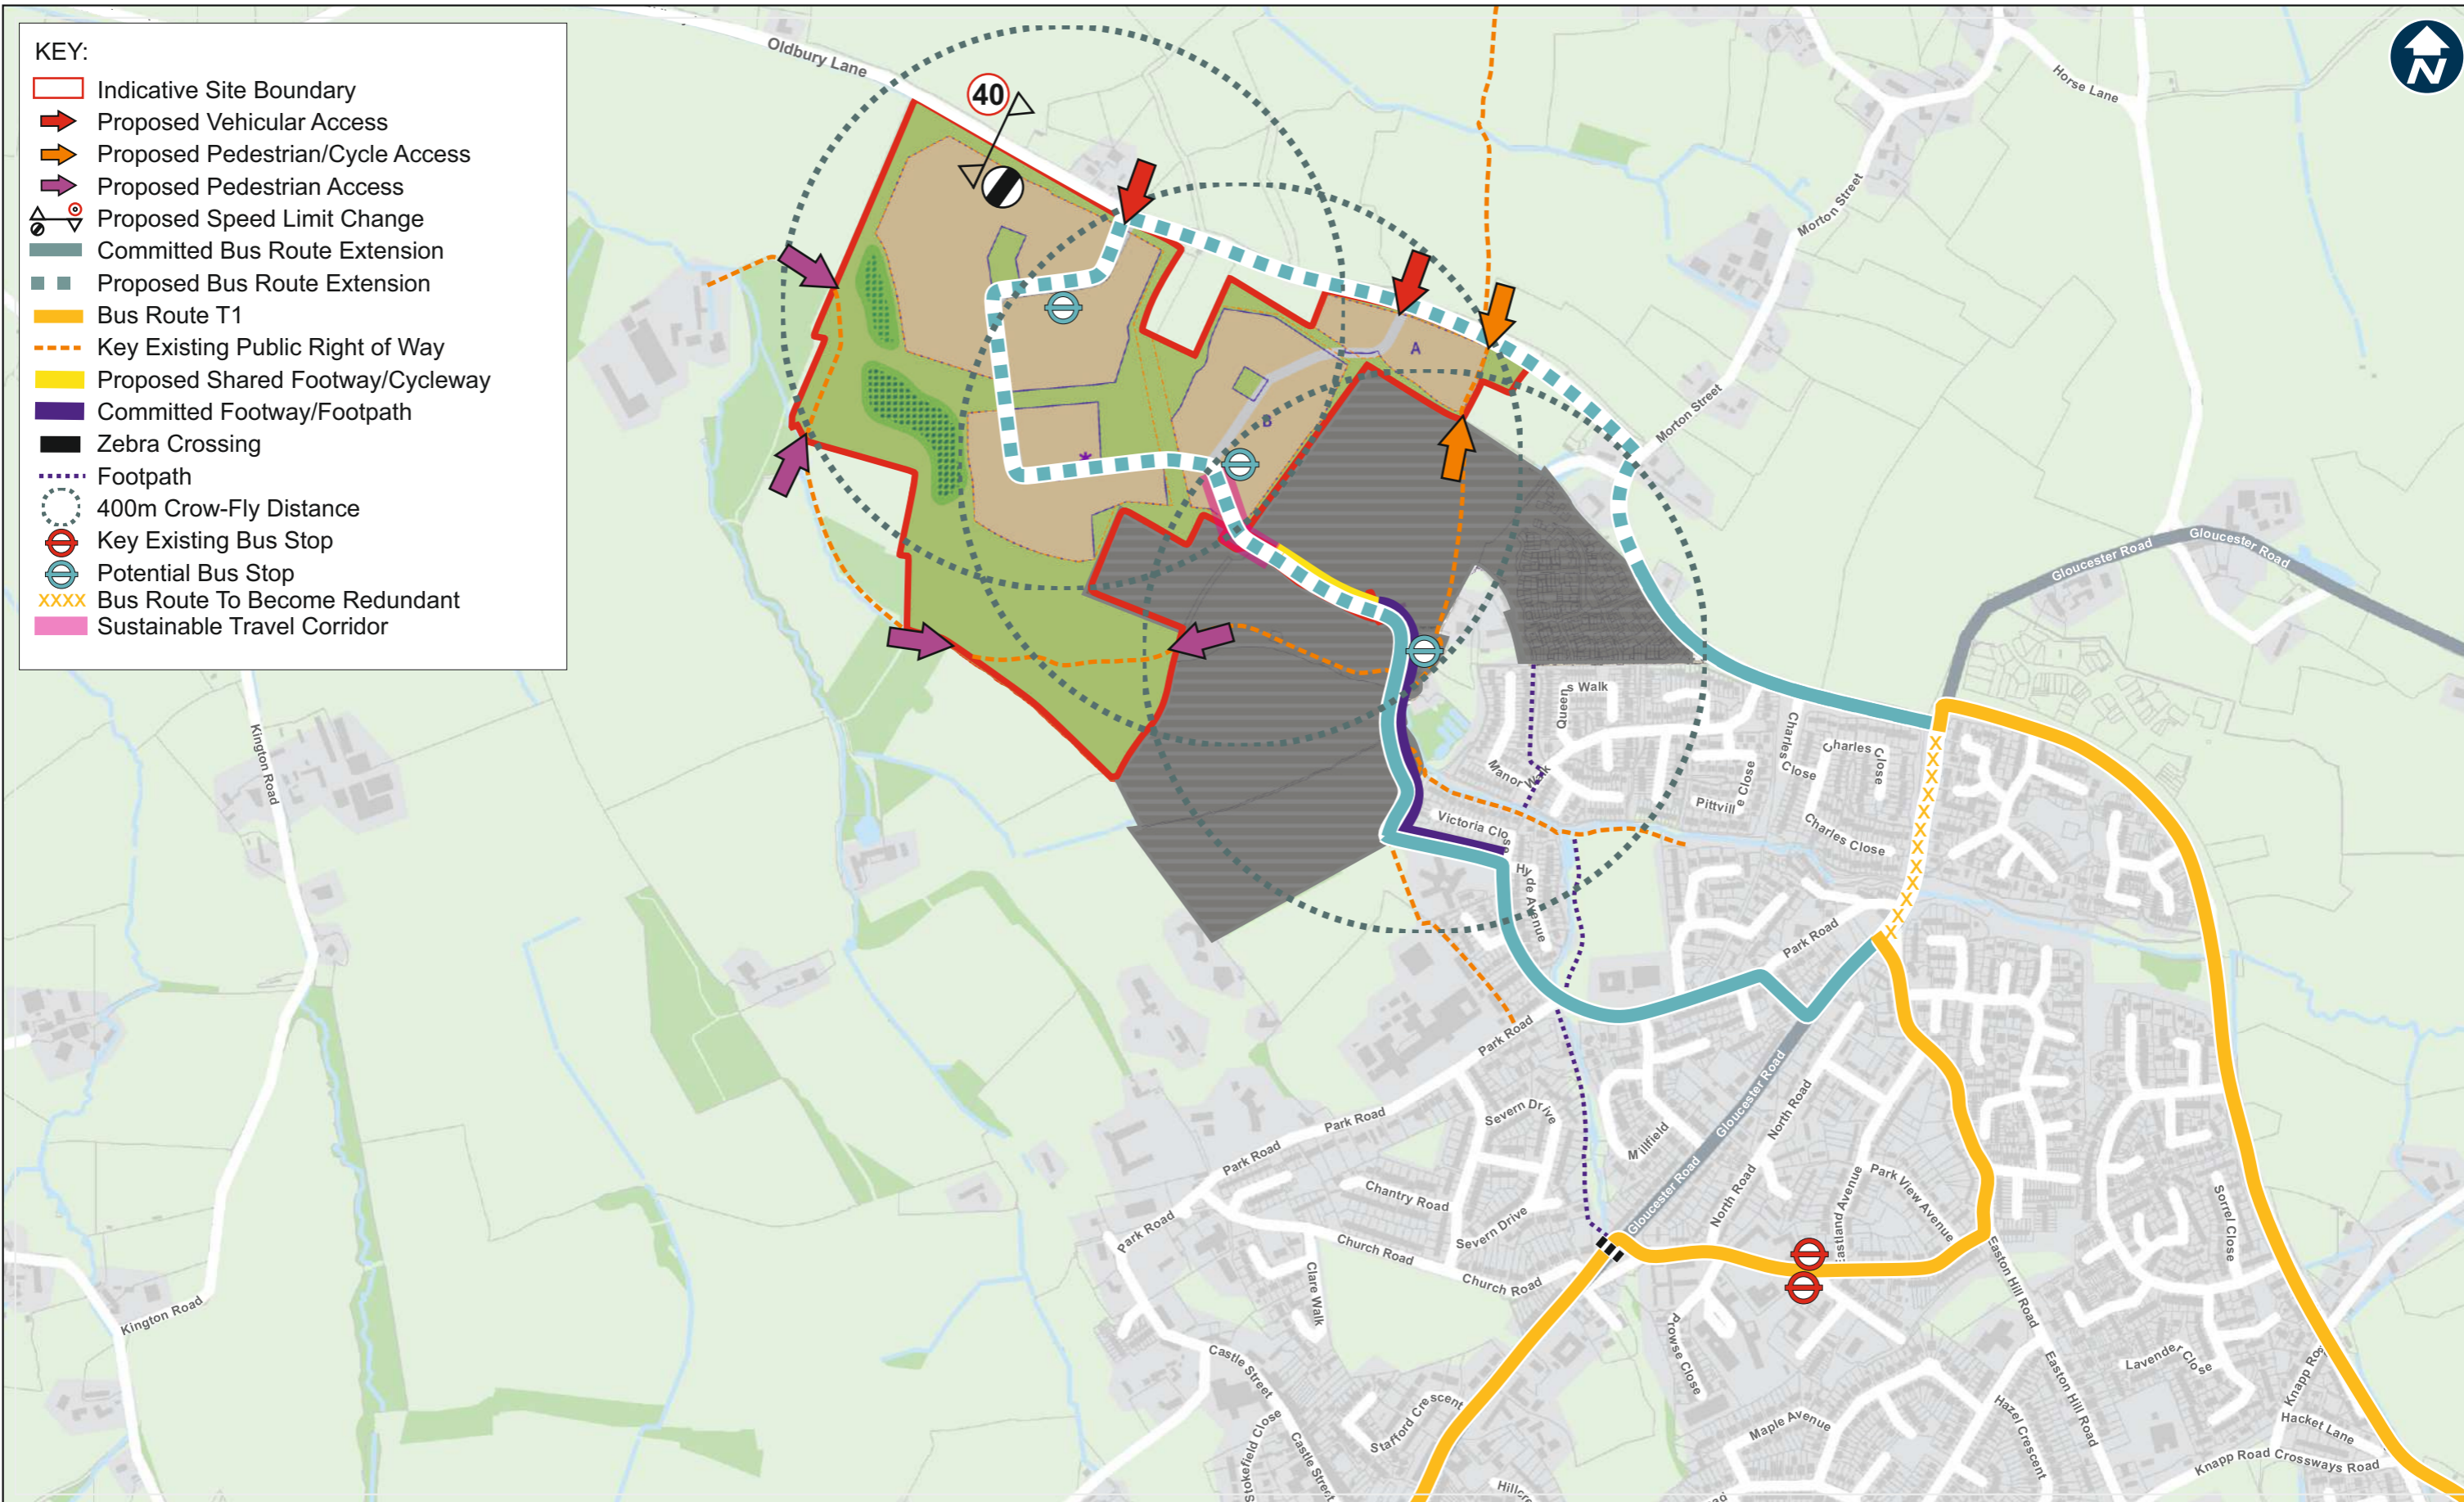 KEY:
Indicative Site Boundary
Proposed Vehicular Access
Proposed Pedestrian/Cycle Access
Proposed Pedestrian Access
Proposed Speed Limit Change
Committed Bus Route Extension
Proposed Bus Route Extension
Bus Route T1
Key Existing Public Right of Way
Proposed Shared Footway/Cycleway
Committed Footway/Footpath
Zebra Crossing
Footpath
400m Crow-Fly Distance
Key Existing Bus Stop
Potential Bus Stop
XXXX Bus Route To Become Redundant
Sustainable Travel Corridor
Oldbury Lane
40
N
Horse Lane
Morton Street
A
B
Morton Street
Gloucester Road
Gloucester Road
Kington Road
Queens Walk
Charles Close
Charles Close
Manor Walk
Pittville Close
Victoria Close
Charles Close
Hyde Avenue
Park Road
Park Road
Gloucester Road
North Road
Severn Drive
Millfield
Park Road
Park Road
Chantry Road
Gloucester Road
North Road
Eastland Avenue
Park View Avenue
Sorrel Close
Park Road
Severn Drive
Church Road
Church Road
Clare Walk
Easton Hill Road
Kington Road
Prowse Close
Lavender Close
Knapp Road
Castle Street
Easton Hill Road
Stafford Crescent
Maple Avenue
Hazel Crescent
Hacket Lane
Stokefield Close
Castle Street
Knapp Road Crossways Road